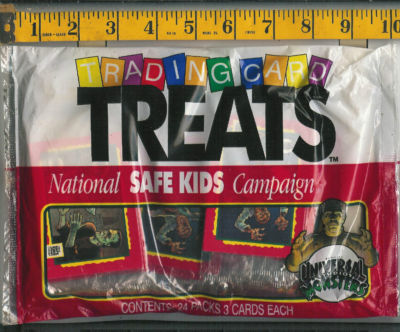 1 2 3 4 5 6 7 8 9 10
TRADING CARD
TREATS™
National SAFE KIDS Campaign
UNIVERSAL
MONSTERS
CONTENTS: 24 PACKS 3 CARDS EACH